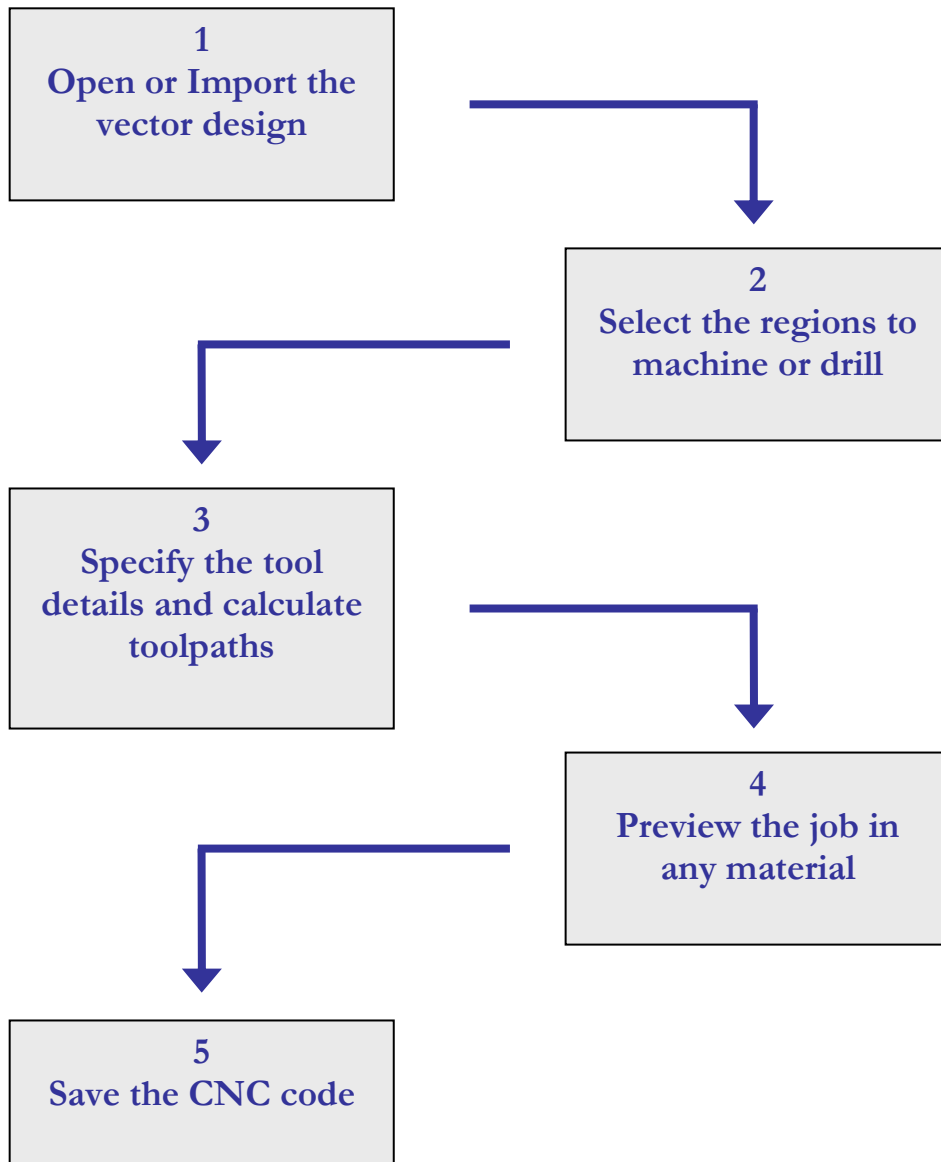 1
Open or Import the
vector design
2
Select the regions to
machine or drill
3
Specify the tool
details and calculate
toolpaths
4
Preview the job in
any material
5
Save the CNC code